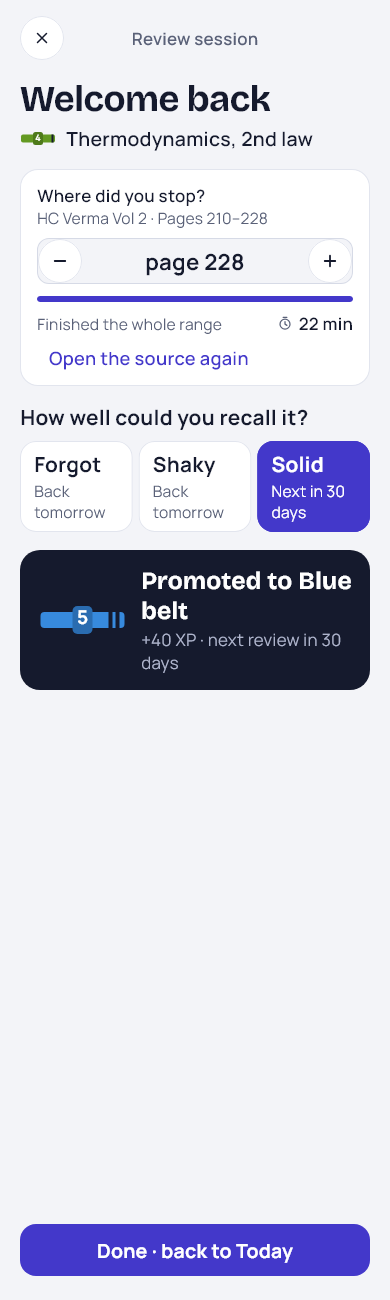 Review session
Welcome back
4
Thermodynamics, 2nd law
Where did you stop?
HC Verma Vol 2 · Pages 210–228
− page 228 +
Finished the whole range
22 min
Open the source again
How well could you recall it?
Forgot
Back
tomorrow
Shaky
Back
tomorrow
Solid
Next in 30
days
5
Promoted to Blue
belt
+40 XP · next review in 30
days
Done · back to Today